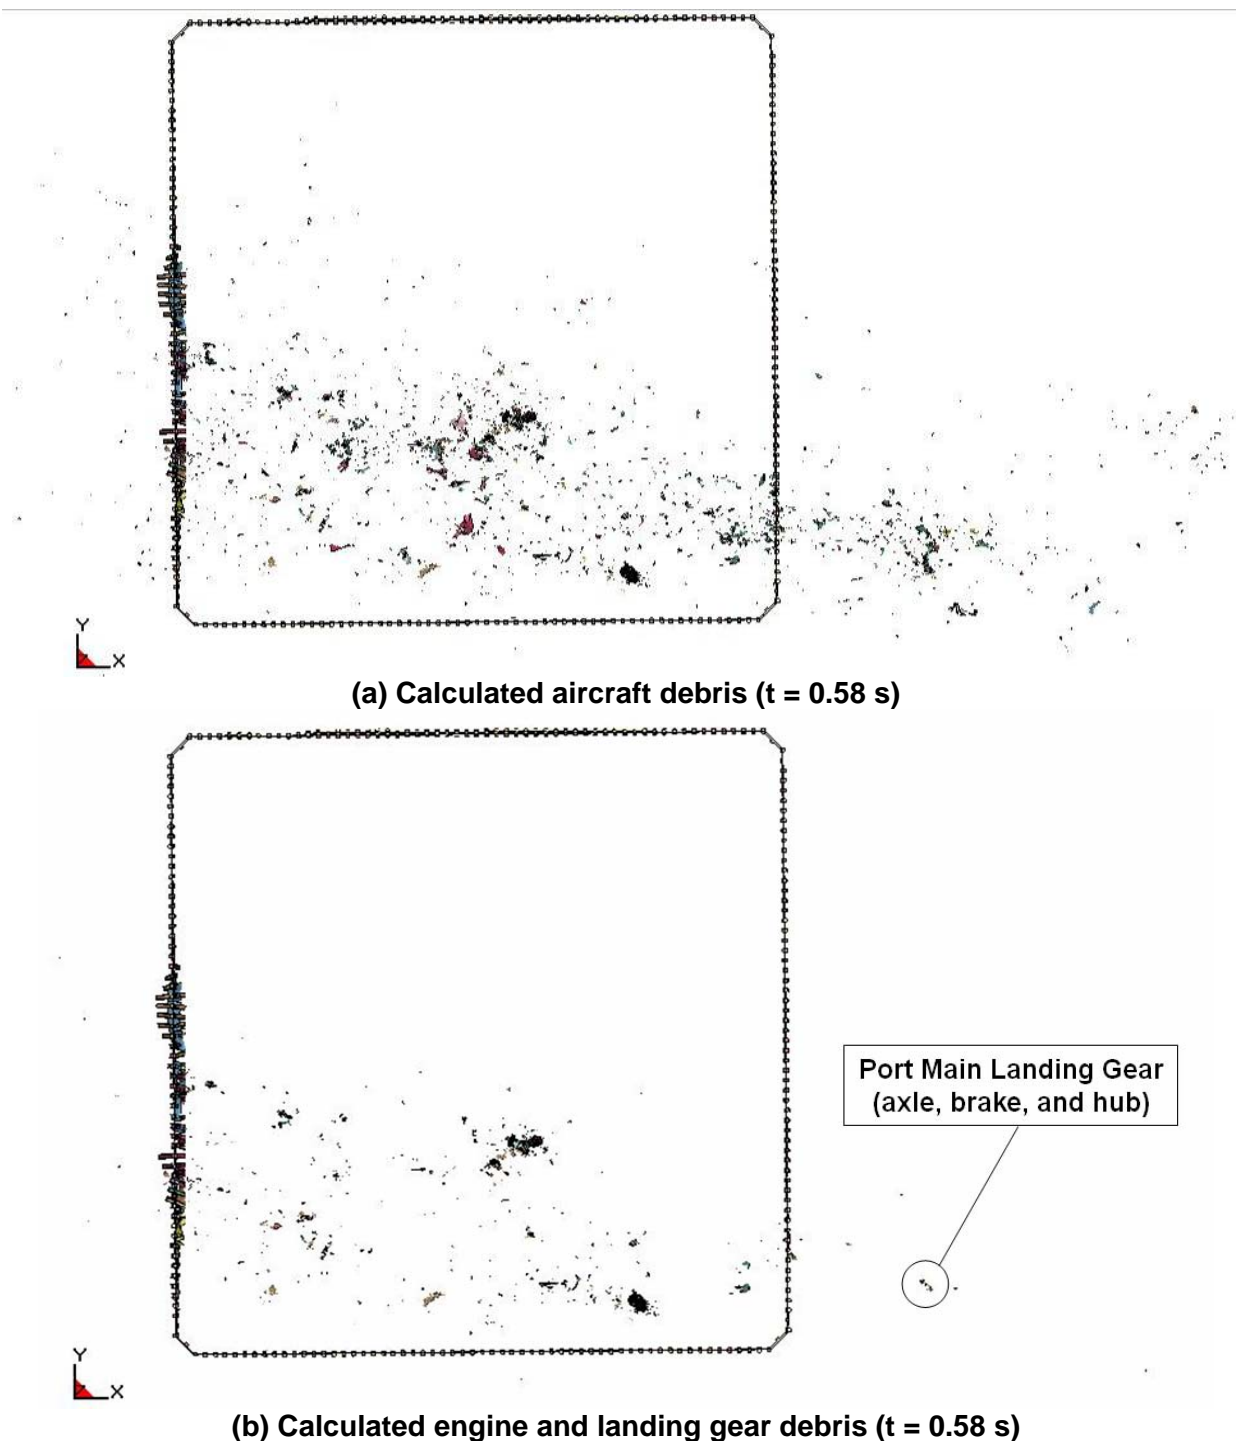 Y
X
(a) Calculated aircraft debris (t = 0.58 s)
Port Main Landing Gear
(axle, brake, and hub)
Y
X
(b) Calculated engine and landing gear debris (t = 0.58 s)